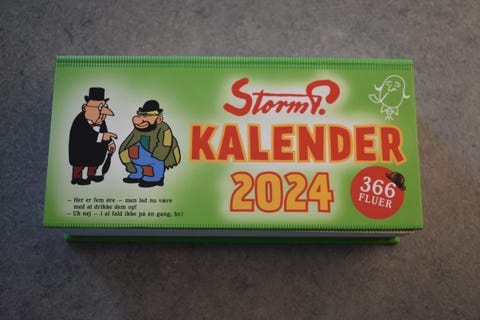 Storm P.
KALENDER
2024
366
FLUER
— Her er fem øre — men lad nu være
med at drikke dem op!
— Uh nej — i al fald ikke på én gang, he!